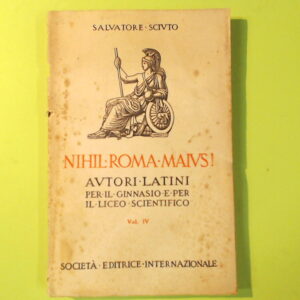 SALVATORE·SCIVTO
NIHIL·ROMA·MAIVS!
AVTORI·LATINI
PER·IL·GINNASIO·E·PER
IL·LICEO·SCIENTIFICO
Vol. IV
SOCIETÀ·EDITRICE·INTERNAZIONALE